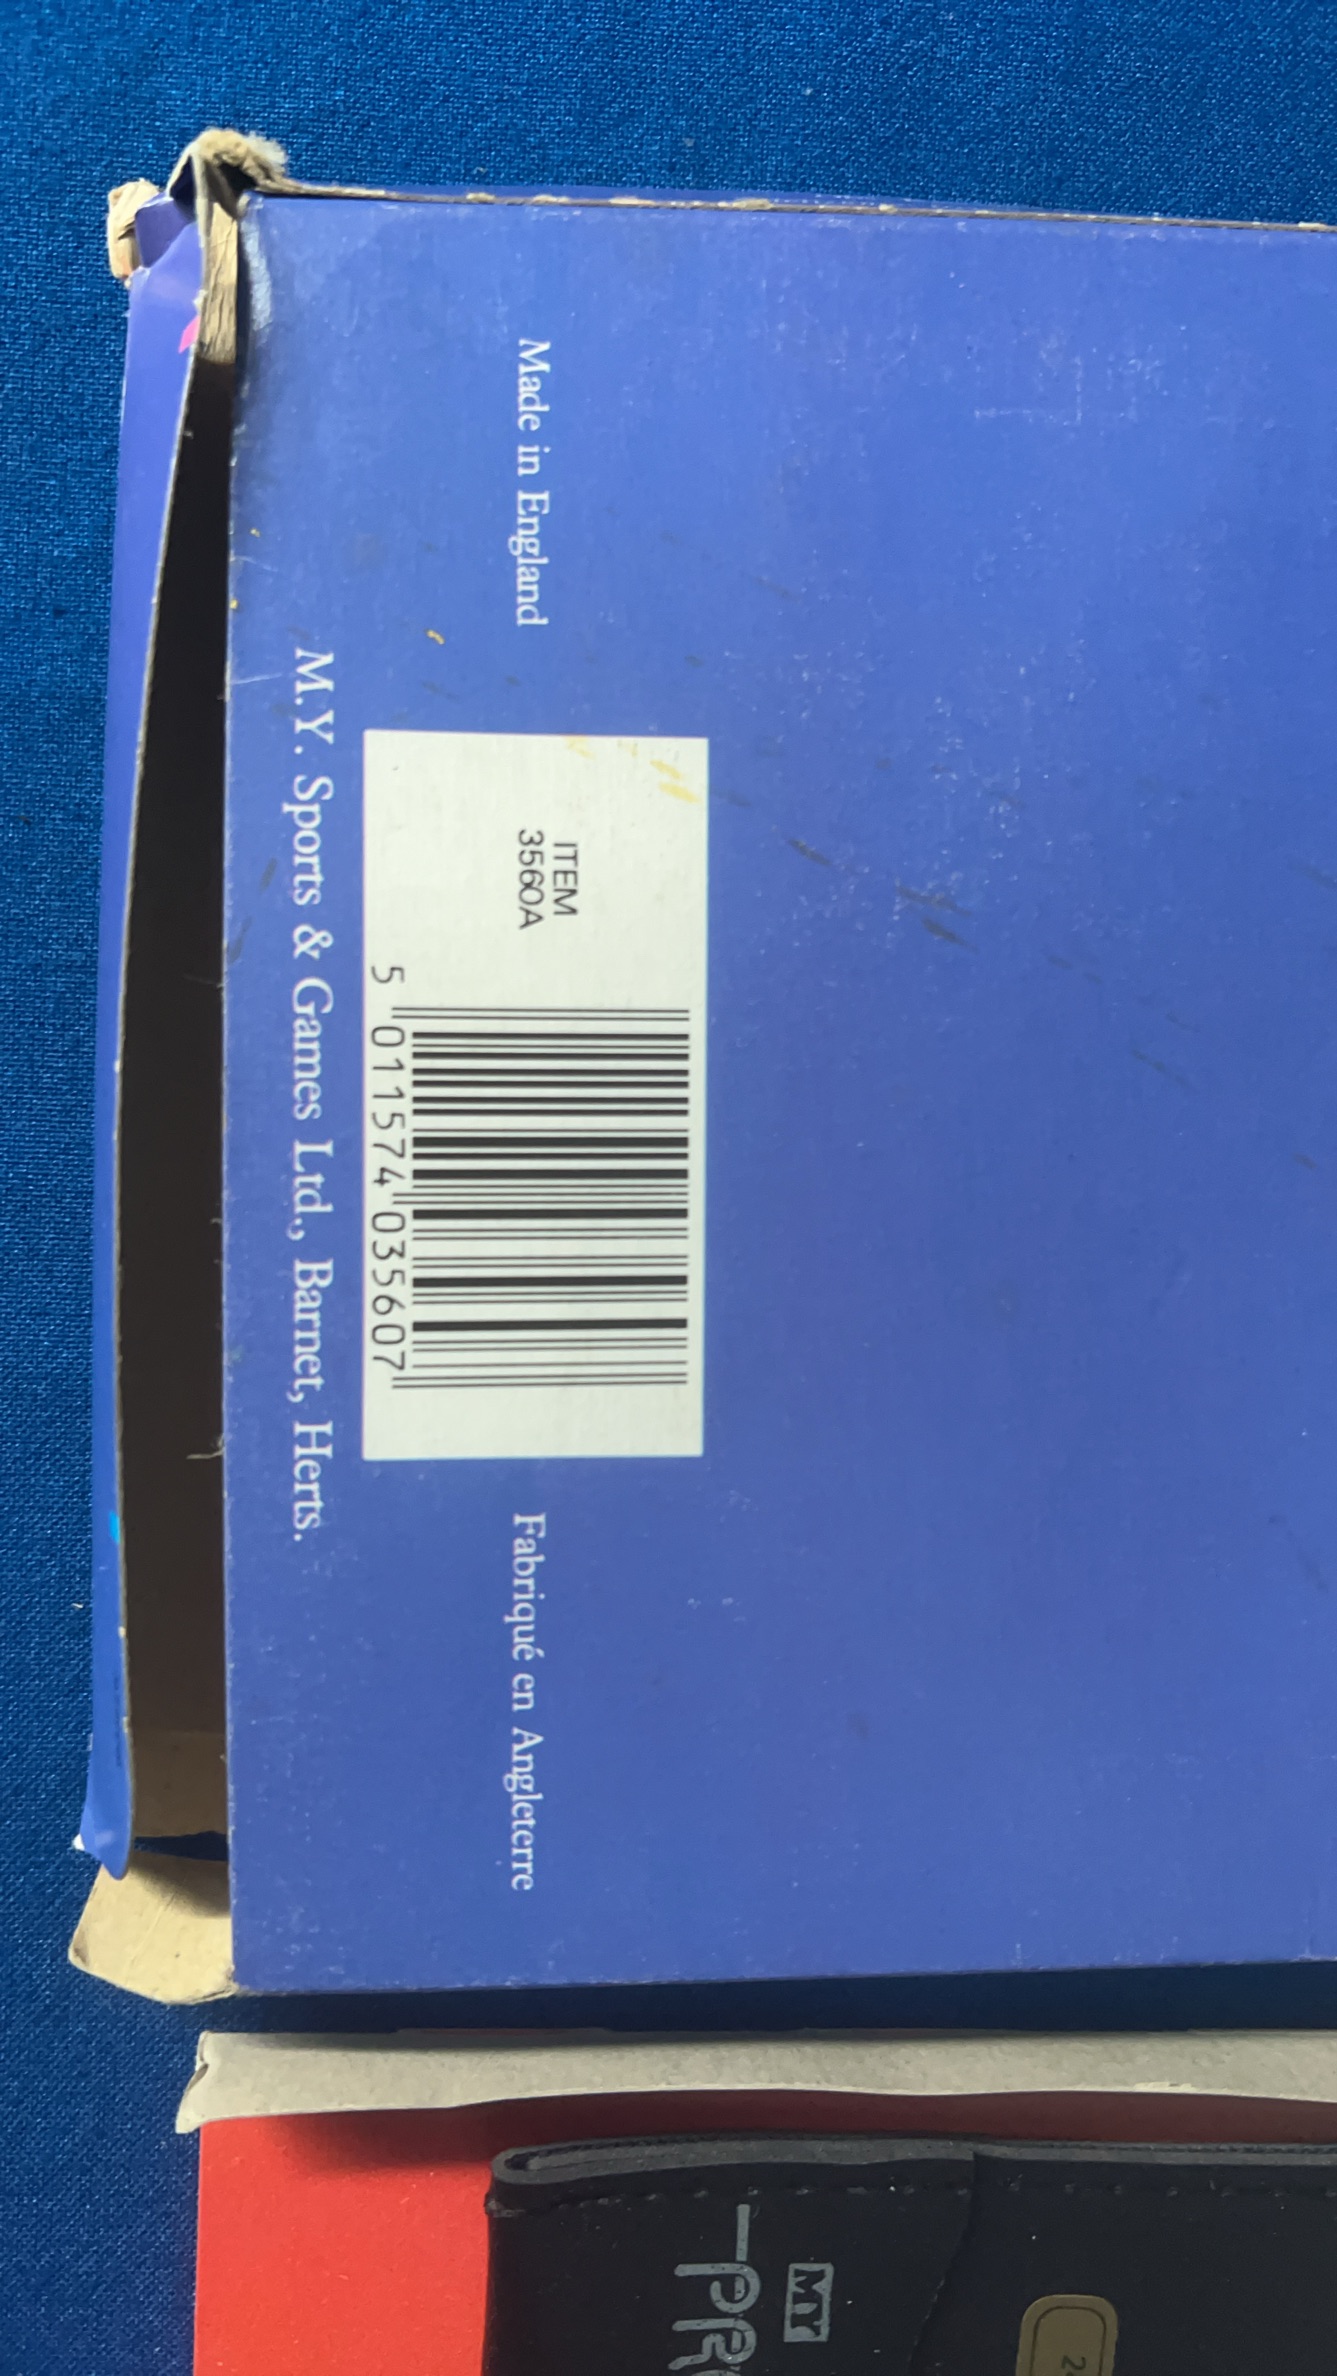 Made in England
ITEM
3560A
5 011574 035607
Fabriqué en Angleterre
M.Y. Sports & Games Ltd., Barnet, Herts.
MY